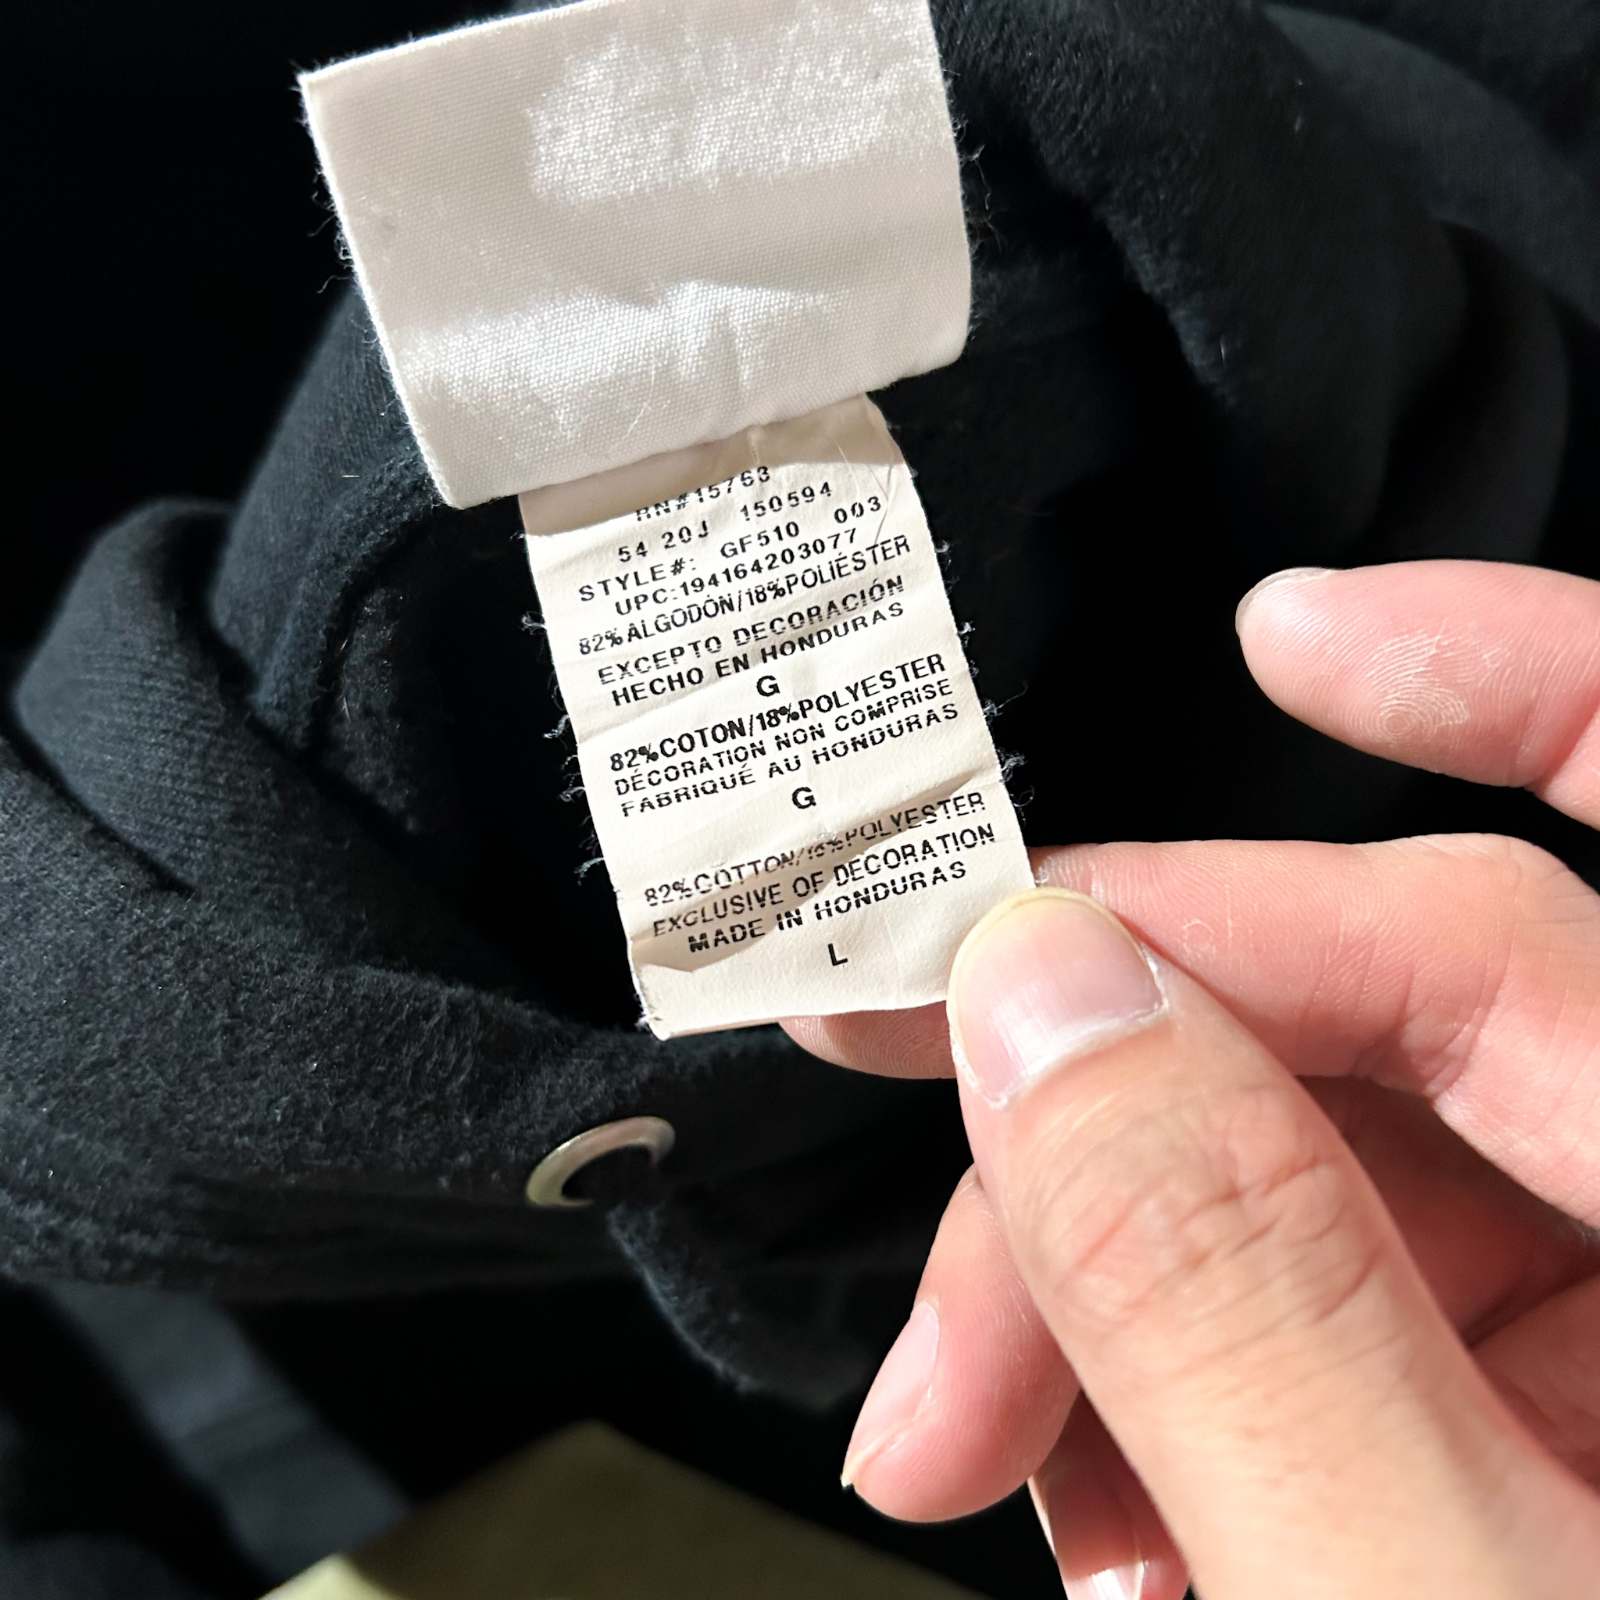 RN#15763
54 20J 150594
STYLE#: GF510 003
UPC:194164203077
82%ALGODÓN/18%POLIÉSTER
EXCEPTO DECORACIÓN
HECHO EN HONDURAS
G
82%COTON/18%POLYESTER
DÉCORATION NON COMPRISE
FABRIQUÉ AU HONDURAS
G
82%COTTON/18%POLYESTER
EXCLUSIVE OF DECORATION
MADE IN HONDURAS
L